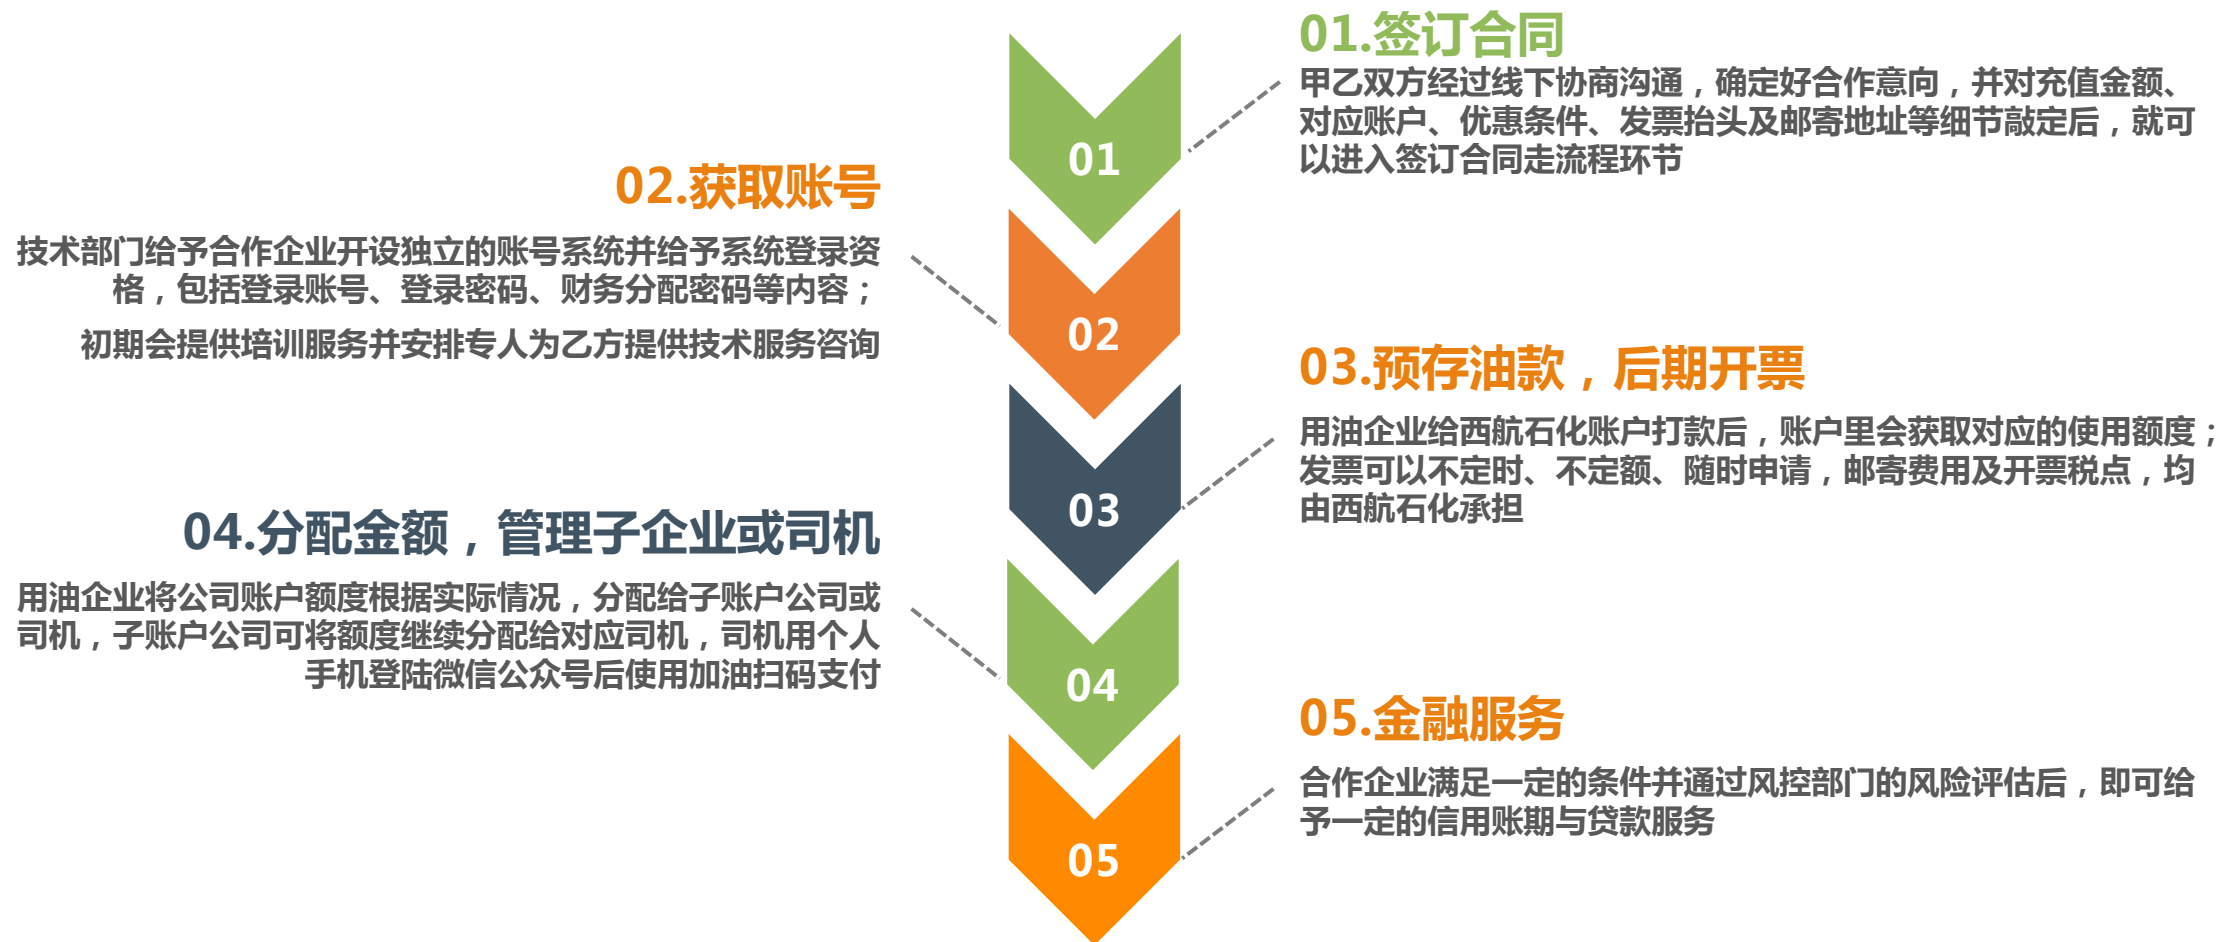 01.签订合同
甲乙双方经过线下协商沟通，确定好合作意向，并对充值金额、
对应账户、优惠条件、发票抬头及邮寄地址等细节敲定后，就可
以进入签订合同走流程环节
01
02.获取账号
技术部门给予合作企业开设独立的账号系统并给予系统登录资
格，包括登录账号、登录密码、财务分配密码等内容；
初期会提供培训服务并安排专人为乙方提供技术服务咨询
02
03.预存油款，后期开票
用油企业给西航石化账户打款后，账户里会获取对应的使用额度；
发票可以不定时、不定额、随时申请，邮寄费用及开票税点，均
由西航石化承担
03
04.分配金额，管理子企业或司机
用油企业将公司账户额度根据实际情况，分配给子账户公司或
司机，子账户公司可将额度继续分配给对应司机，司机用个人
手机登陆微信公众号后使用加油扫码支付
04
05.金融服务
合作企业满足一定的条件并通过风控部门的风险评估后，即可给
予一定的信用账期与贷款服务
05